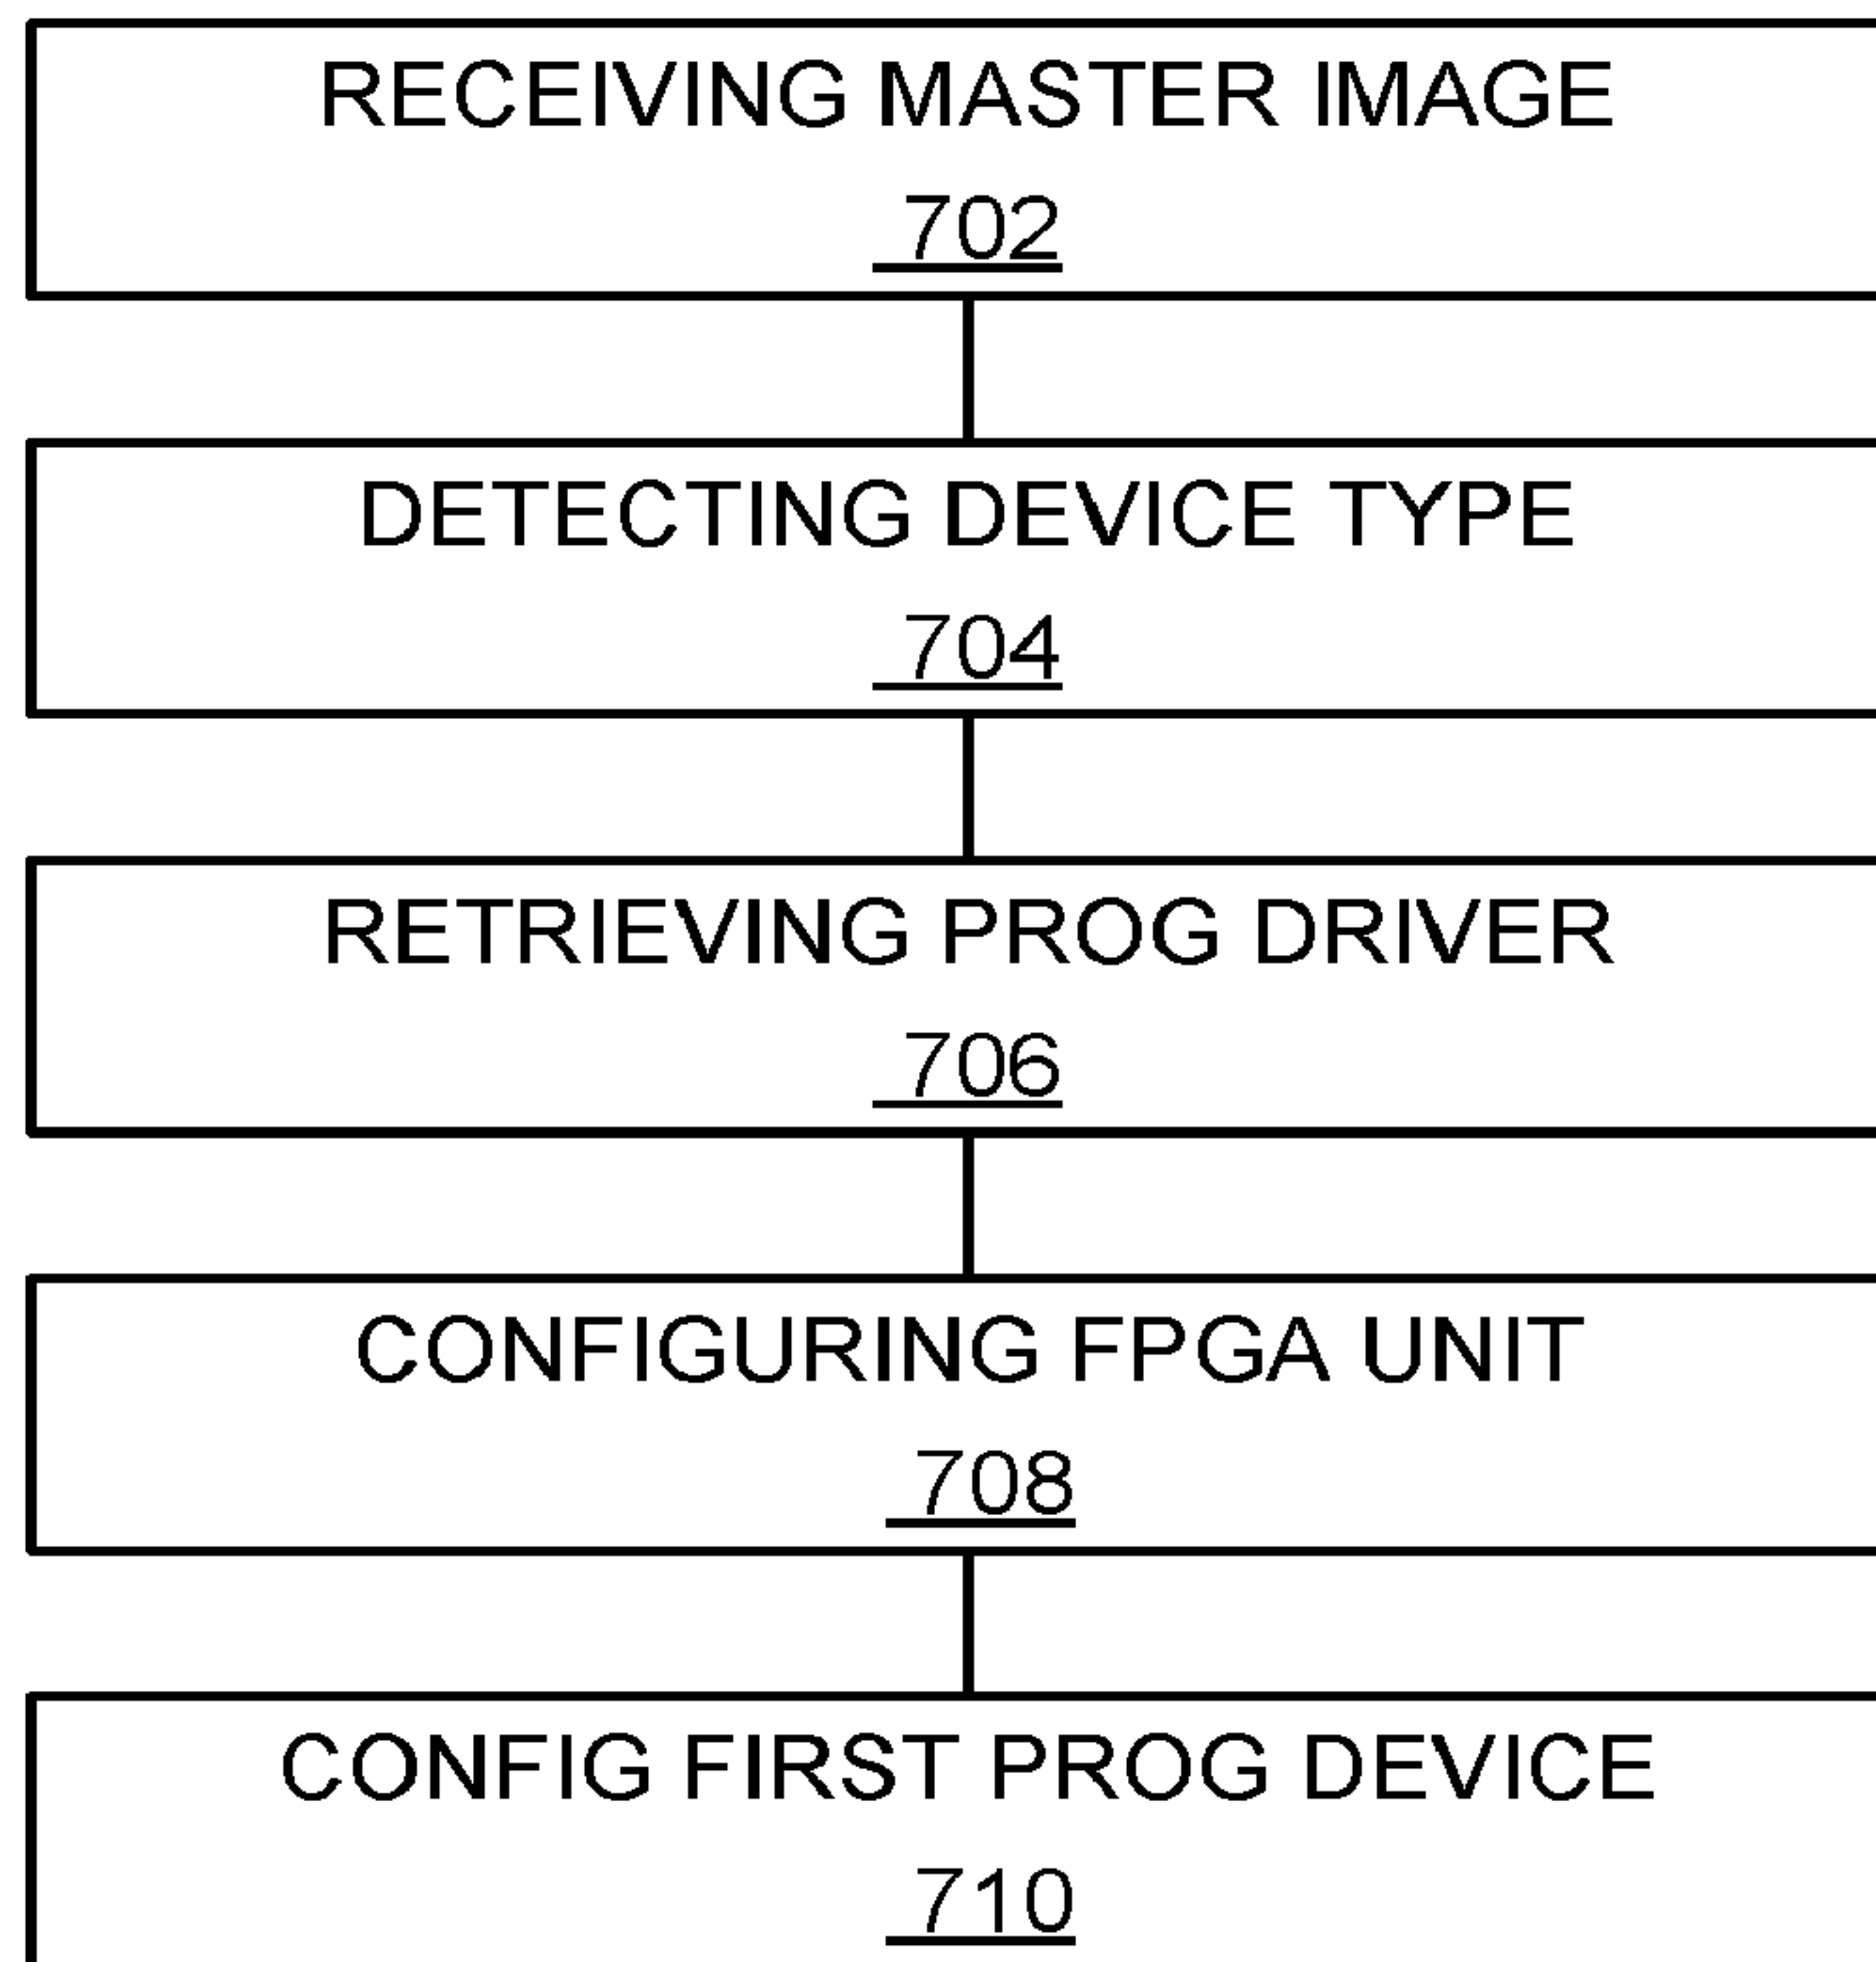 RECEIVING MASTER IMAGE
702
DETECTING DEVICE TYPE
704
RETRIEVING PROG DRIVER
706
CONFIGURING FPGA UNIT
708
CONFIG FIRST PROG DEVICE
710